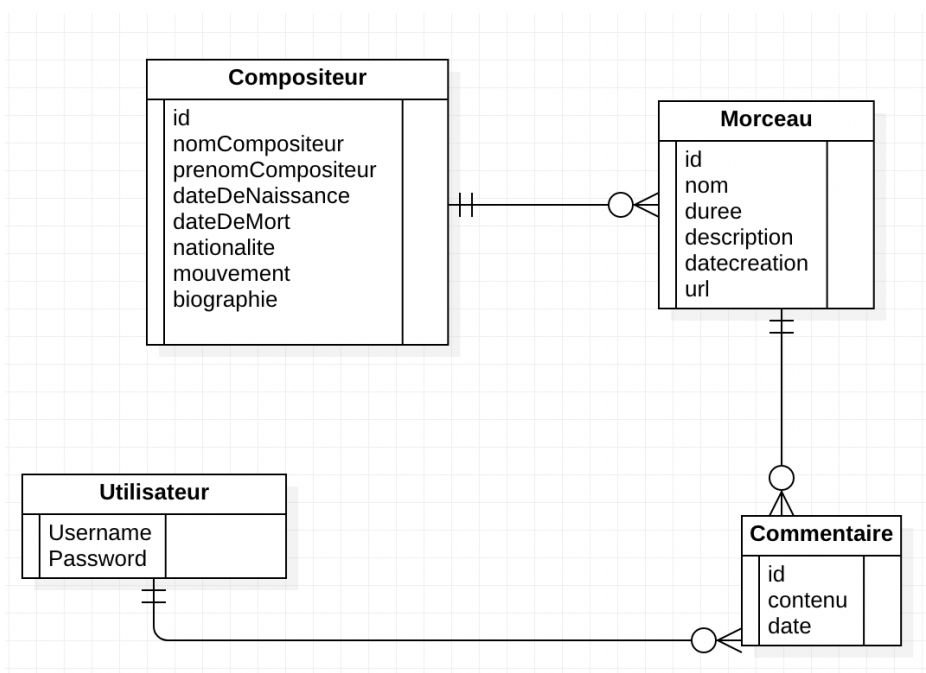 Compositeur
id
nomCompositeur
prenomCompositeur
dateDeNaissance
dateDeMort
nationalite
mouvement
biographie
Morceau
id
nom
duree
description
datecreation
url
Utilisateur
Username
Password
Commentaire
id
contenu
date